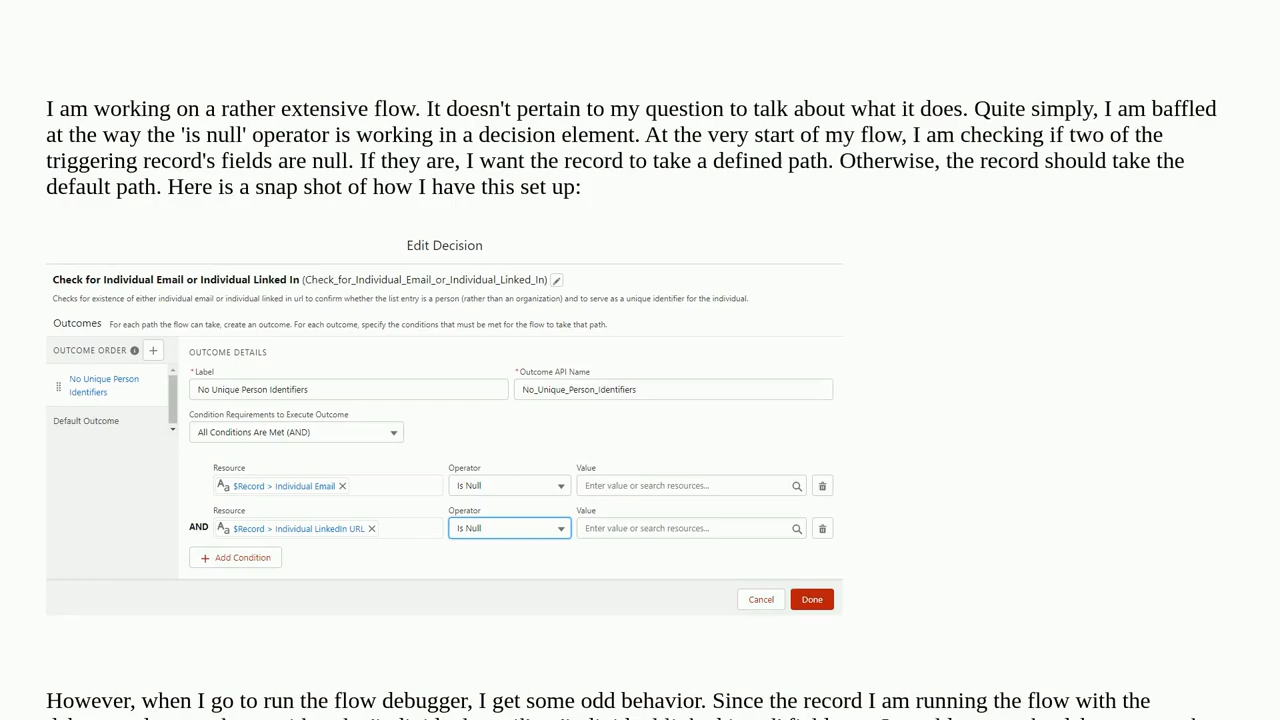 I am working on a rather extensive flow. It doesn't pertain to my question to talk about what it does. Quite simply, I am baffled
at the way the 'is null' operator is working in a decision element. At the very start of my flow, I am checking if two of the
triggering record's fields are null. If they are, I want the record to take a defined path. Otherwise, the record should take the
default path. Here is a snap shot of how I have this set up:
Edit Decision
Check for Individual Email or Individual Linked In (Check_for_Individual_Email_or_Individual_Linked_In)
Checks for existence of either individual email or individual linked in url to confirm whether the list entry is a person (rather than an organization) and to serve as a unique identifier for the individual.
Outcomes For each path the flow can take, create an outcome. For each outcome, specify the conditions that must be met for the flow to take that path.
OUTCOME ORDER
No Unique Person
Identifiers
Default Outcome
OUTCOME DETAILS
* Label * Outcome API Name
No Unique Person Identifiers No_Unique_Person_Identifiers
Condition Requirements to Execute Outcome
All Conditions Are Met (AND)
Resource Operator Value
Aa $Record > Individual Email × Is Null Enter value or search resources...
Resource Operator Value
AND Aa $Record > Individual LinkedIn URL × Is Null Enter value or search resources...
+ Add Condition
Cancel Done
However, when I go to run the flow debugger, I get some odd behavior. Since the record I am running the flow with the